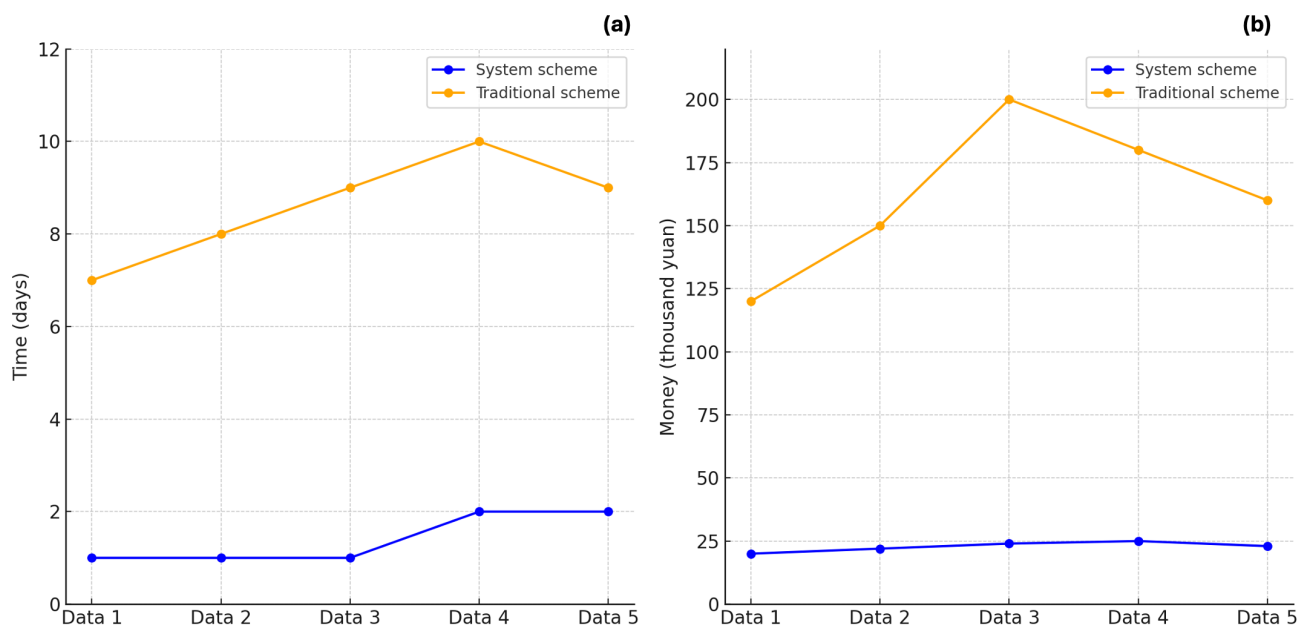 (a)
System scheme
Traditional scheme
Time (days)
12
10
8
6
4
2
0
Data 1 Data 2 Data 3 Data 4 Data 5
(b)
System scheme
Traditional scheme
Money (thousand yuan)
200
175
150
125
100
75
50
25
0
Data 1 Data 2 Data 3 Data 4 Data 5